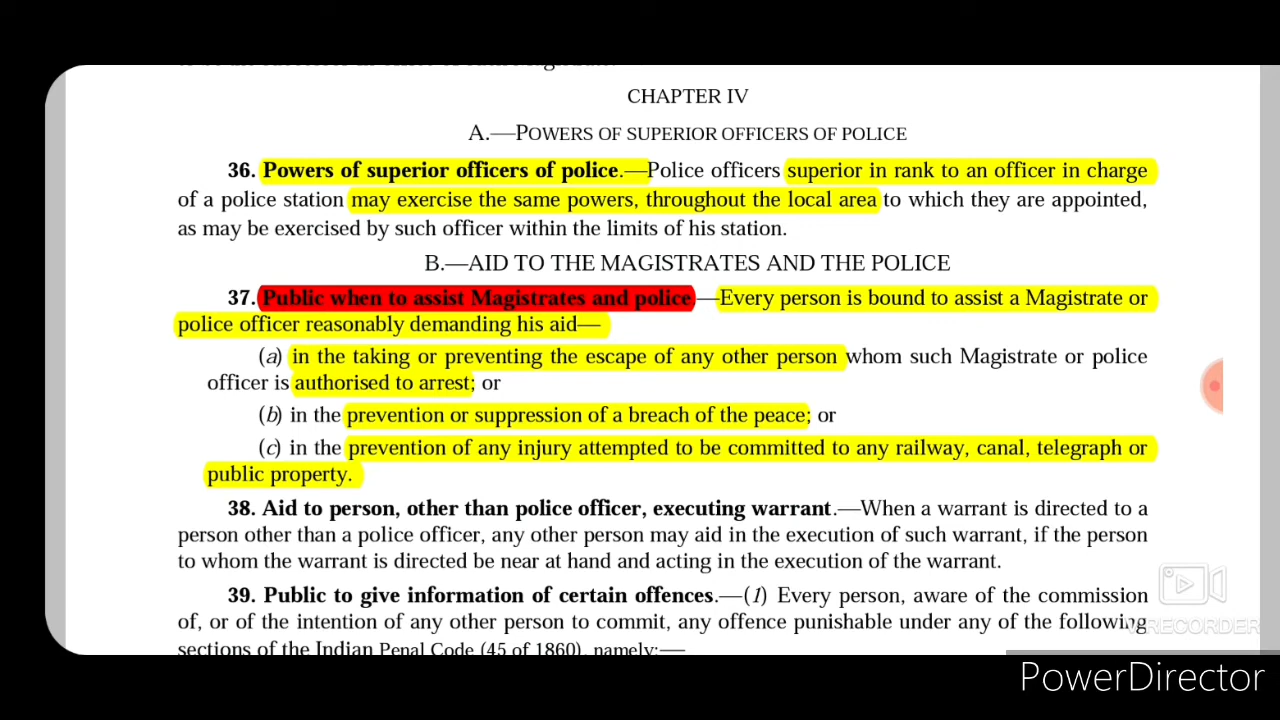 CHAPTER IV
A.—POWERS OF SUPERIOR OFFICERS OF POLICE
36. Powers of superior officers of police.—Police officers superior in rank to an officer in charge
of a police station may exercise the same powers, throughout the local area to which they are appointed,
as may be exercised by such officer within the limits of his station.
B.—AID TO THE MAGISTRATES AND THE POLICE
37. Public when to assist Magistrates and police—Every person is bound to assist a Magistrate or
police officer reasonably demanding his aid—
(a) in the taking or preventing the escape of any other person whom such Magistrate or police
officer is authorised to arrest; or
(b) in the prevention or suppression of a breach of the peace; or
(c) in the prevention of any injury attempted to be committed to any railway, canal, telegraph or
public property.
38. Aid to person, other than police officer, executing warrant.—When a warrant is directed to a
person other than a police officer, any other person may aid in the execution of such warrant, if the person
to whom the warrant is directed be near at hand and acting in the execution of the warrant.
39. Public to give information of certain offences.—(1) Every person, aware of the commission
of, or of the intention of any other person to commit, any offence punishable under any of the following
sections of the Indian Penal Code (45 of 1860), namely:—
RECORDER
PowerDirector